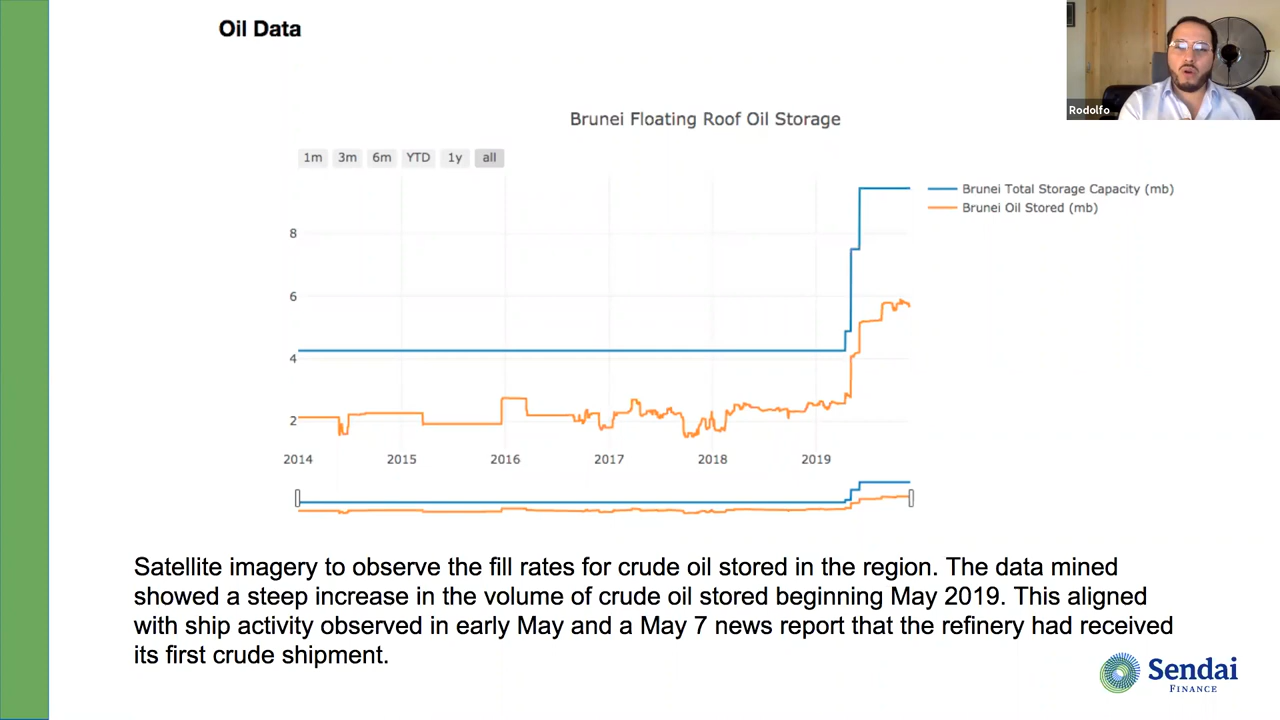 Oil Data
Rodolfo
Brunei Floating Roof Oil Storage
1m 3m 6m YTD 1y all
Brunei Total Storage Capacity (mb)
Brunei Oil Stored (mb)
8
6
4
2
2014 2015 2016 2017 2018 2019
Satellite imagery to observe the fill rates for crude oil stored in the region. The data mined
showed a steep increase in the volume of crude oil stored beginning May 2019. This aligned
with ship activity observed in early May and a May 7 news report that the refinery had received
its first crude shipment.
Sendai
FINANCE